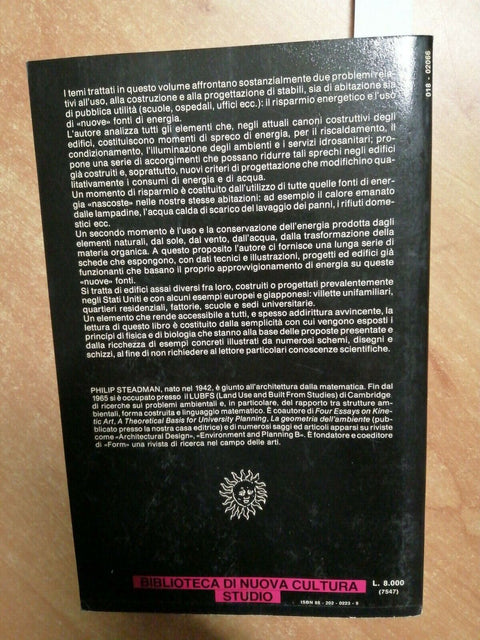 I temi trattati in questo volume affrontano sostanzialmente due problemi rela-
tivi all'uso, alla costruzione e alla progettazione di stabili, sia di abitazione sia
di pubblica utilità (scuole, ospedali, uffici ecc.): il risparmio energetico e l'uso
di «nuove» fonti di energia.
L'autore analizza tutti gli elementi che, negli attuali canoni costruttivi degli
edifici, costituiscono momenti di spreco di energia, per il riscaldamento, il
condizionamento, l'illuminazione degli ambienti e i servizi idrosanitari; pro-
pone una serie di accorgimenti che possano ridurre tali sprechi negli edifici
già costruiti e, soprattutto, nuovi criteri di progettazione che modifichino qua-
litativamente i consumi di energia e di acqua.
Un momento di risparmio è costituito dall'utilizzo di tutte quelle fonti di ener-
gia «nascoste» nelle nostre stesse abitazioni: ad esempio il calore emanato
dalle lampadine, l'acqua calda di scarico del lavaggio dei panni, i rifiuti dome-
stici ecc.
Un secondo momento è l'uso e la conservazione dell'energia prodotta dagli
elementi naturali, dal sole, dal vento, dall'acqua, dalla trasformazione della
materia organica. A questo proposito l'autore ci fornisce una lunga serie di
schede che espongono, con dati tecnici e illustrazioni, progetti ed edifici già
funzionanti che basano il proprio approvvigionamento di energia su queste
«nuove» fonti.
Si tratta di edifici assai diversi fra loro, costruiti o progettati prevalentemente
negli Stati Uniti e con alcuni esempi europei e giapponesi: villette unifamiliari,
quartieri residenziali, fattorie, scuole e sedi universitarie.
Un elemento che rende accessibile a tutti, e spesso addirittura avvincente, la
lettura di questo libro è costituito dalla semplicità con cui vengono esposti i
principi di fisica e di biologia che stanno alla base delle proposte presentate e
dalla ricchezza di esempi concreti illustrati da numerosi schemi, disegni e
schizzi, al fine di non richiedere al lettore particolari conoscenze scientifiche.
PHILIP STEADMAN, nato nel 1942, è giunto all'architettura dalla matematica. Fin dal
1965 si è occupato presso il LUBFS (Land Use and Built From Studies) di Cambridge
di ricerche sui problemi ambientali e, in particolare, del rapporto tra strutture am-
bientali, forma costruita e linguaggio matematico. È coautore di Four Essays on Kine-
tic Art, A Theoretical Basis for University Planning, La geometria dell'ambiente (pub-
blicato presso la nostra casa editrice) e di numerosi saggi ed articoli apparsi su riviste
come «Architectural Design», «Environment and Planning B». È fondatore e coeditore
di «Form» una rivista di ricerca nel campo delle arti.
BIBLIOTECA DI NUOVA CULTURA
STUDIO
L. 8.000
(7547)
ISBN 88 - 202 - 0223 - 8
018 - 02066